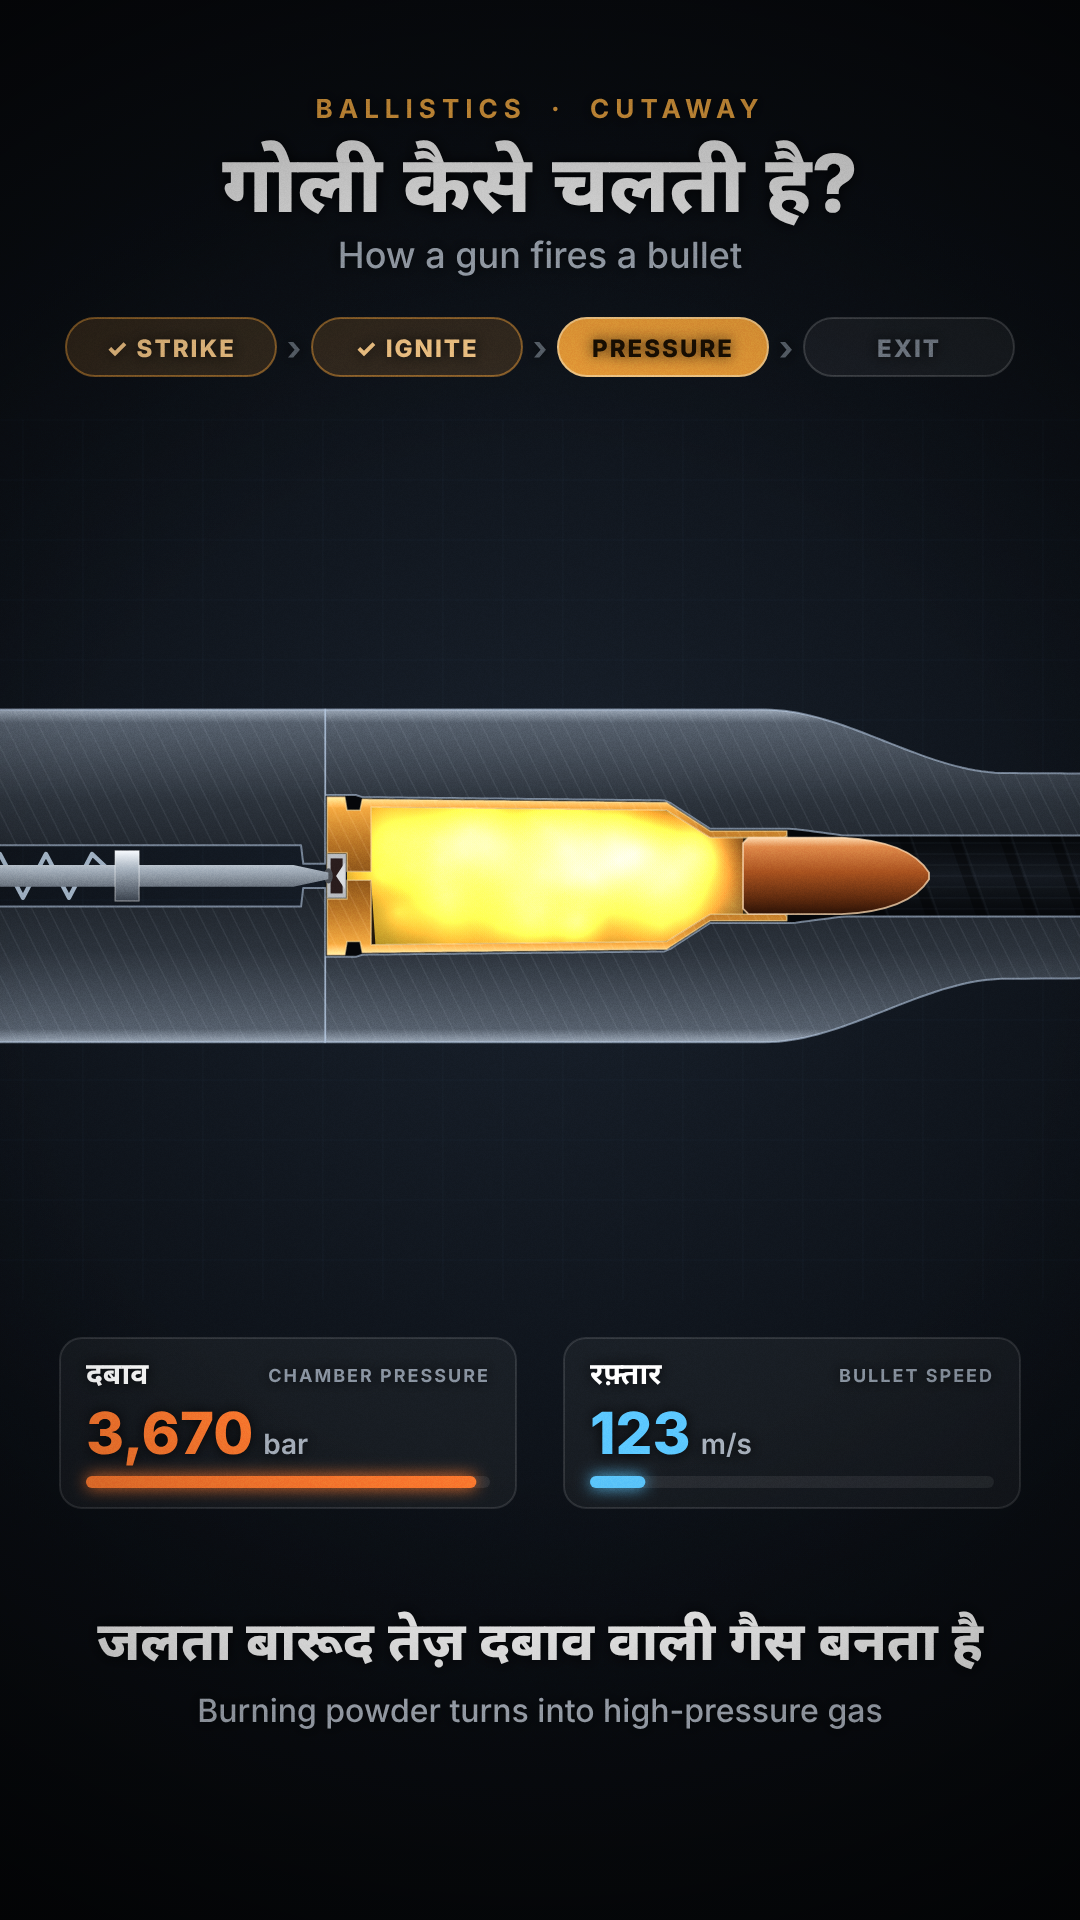 BALLISTICS · CUTAWAY
गोली कैसे चलती है?
How a gun fires a bullet
✓ STRIKE › ✓ IGNITE › PRESSURE › EXIT
दबाव CHAMBER PRESSURE
3,670 bar
रफ़्तार BULLET SPEED
123 m/s
जलता बारूद तेज़ दबाव वाली गैस बनता है
Burning powder turns into high-pressure gas